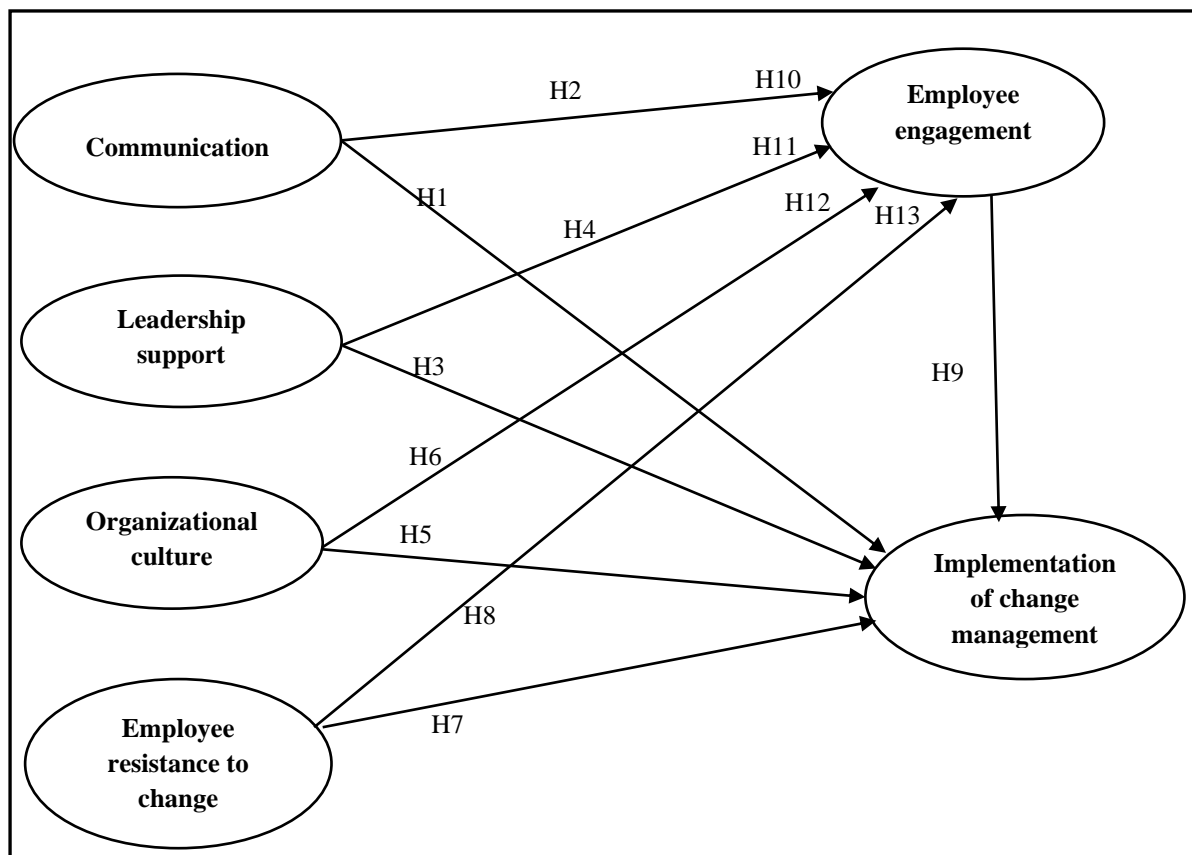 H10
Employee
engagement
H2
Communication
H11
H1
H12
H13
H4
Leadership
support
H3
H9
H6
Organizational
culture
H5
Implementation
of change
management
H8
Employee
resistance to
change
H7